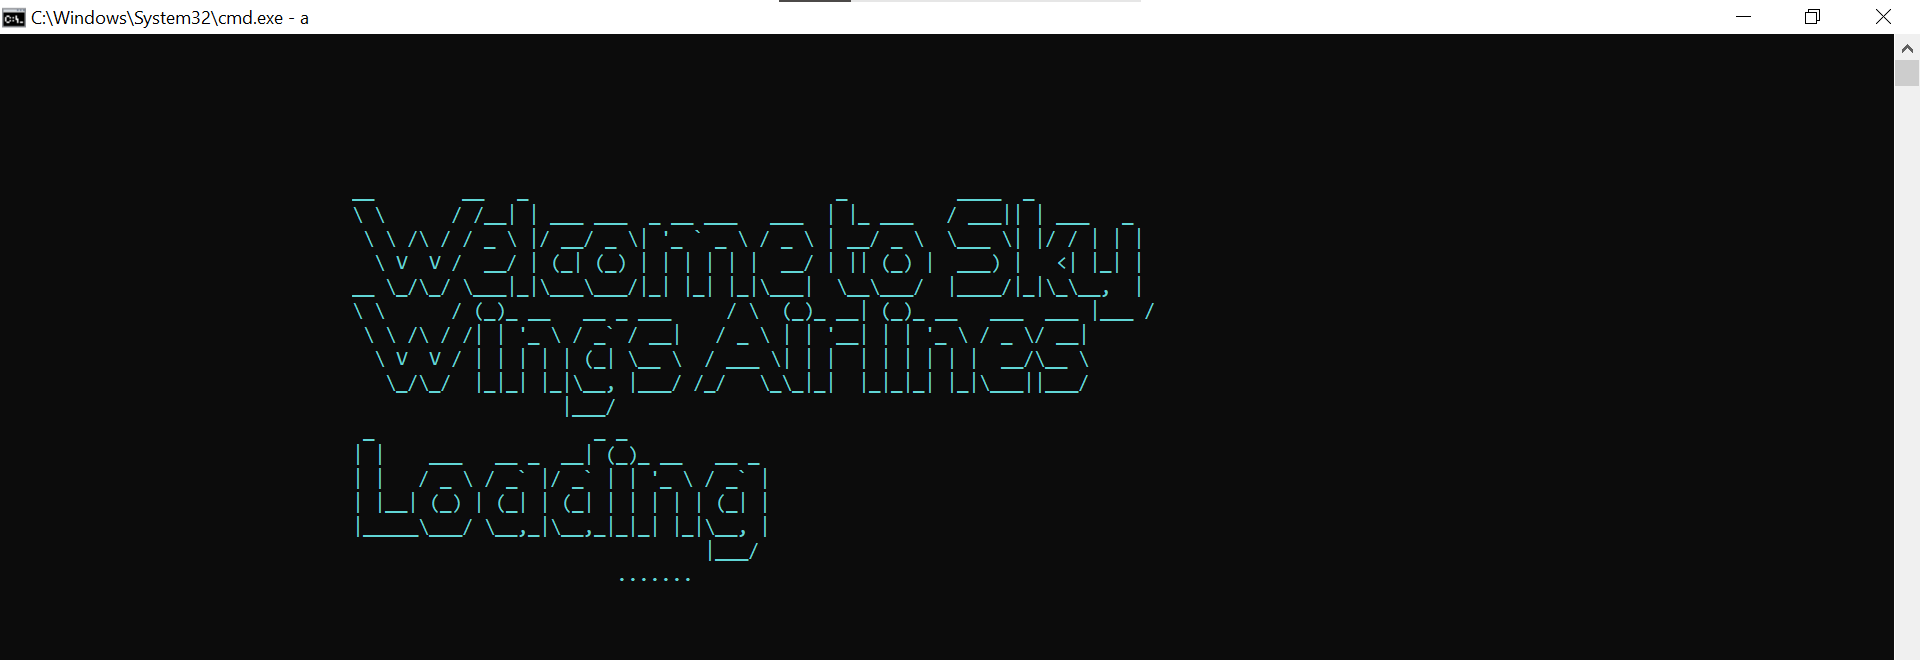 C:\Windows\System32\cmd.exe - a
Welcome to Sky
Wings Airlines
Loading
.......